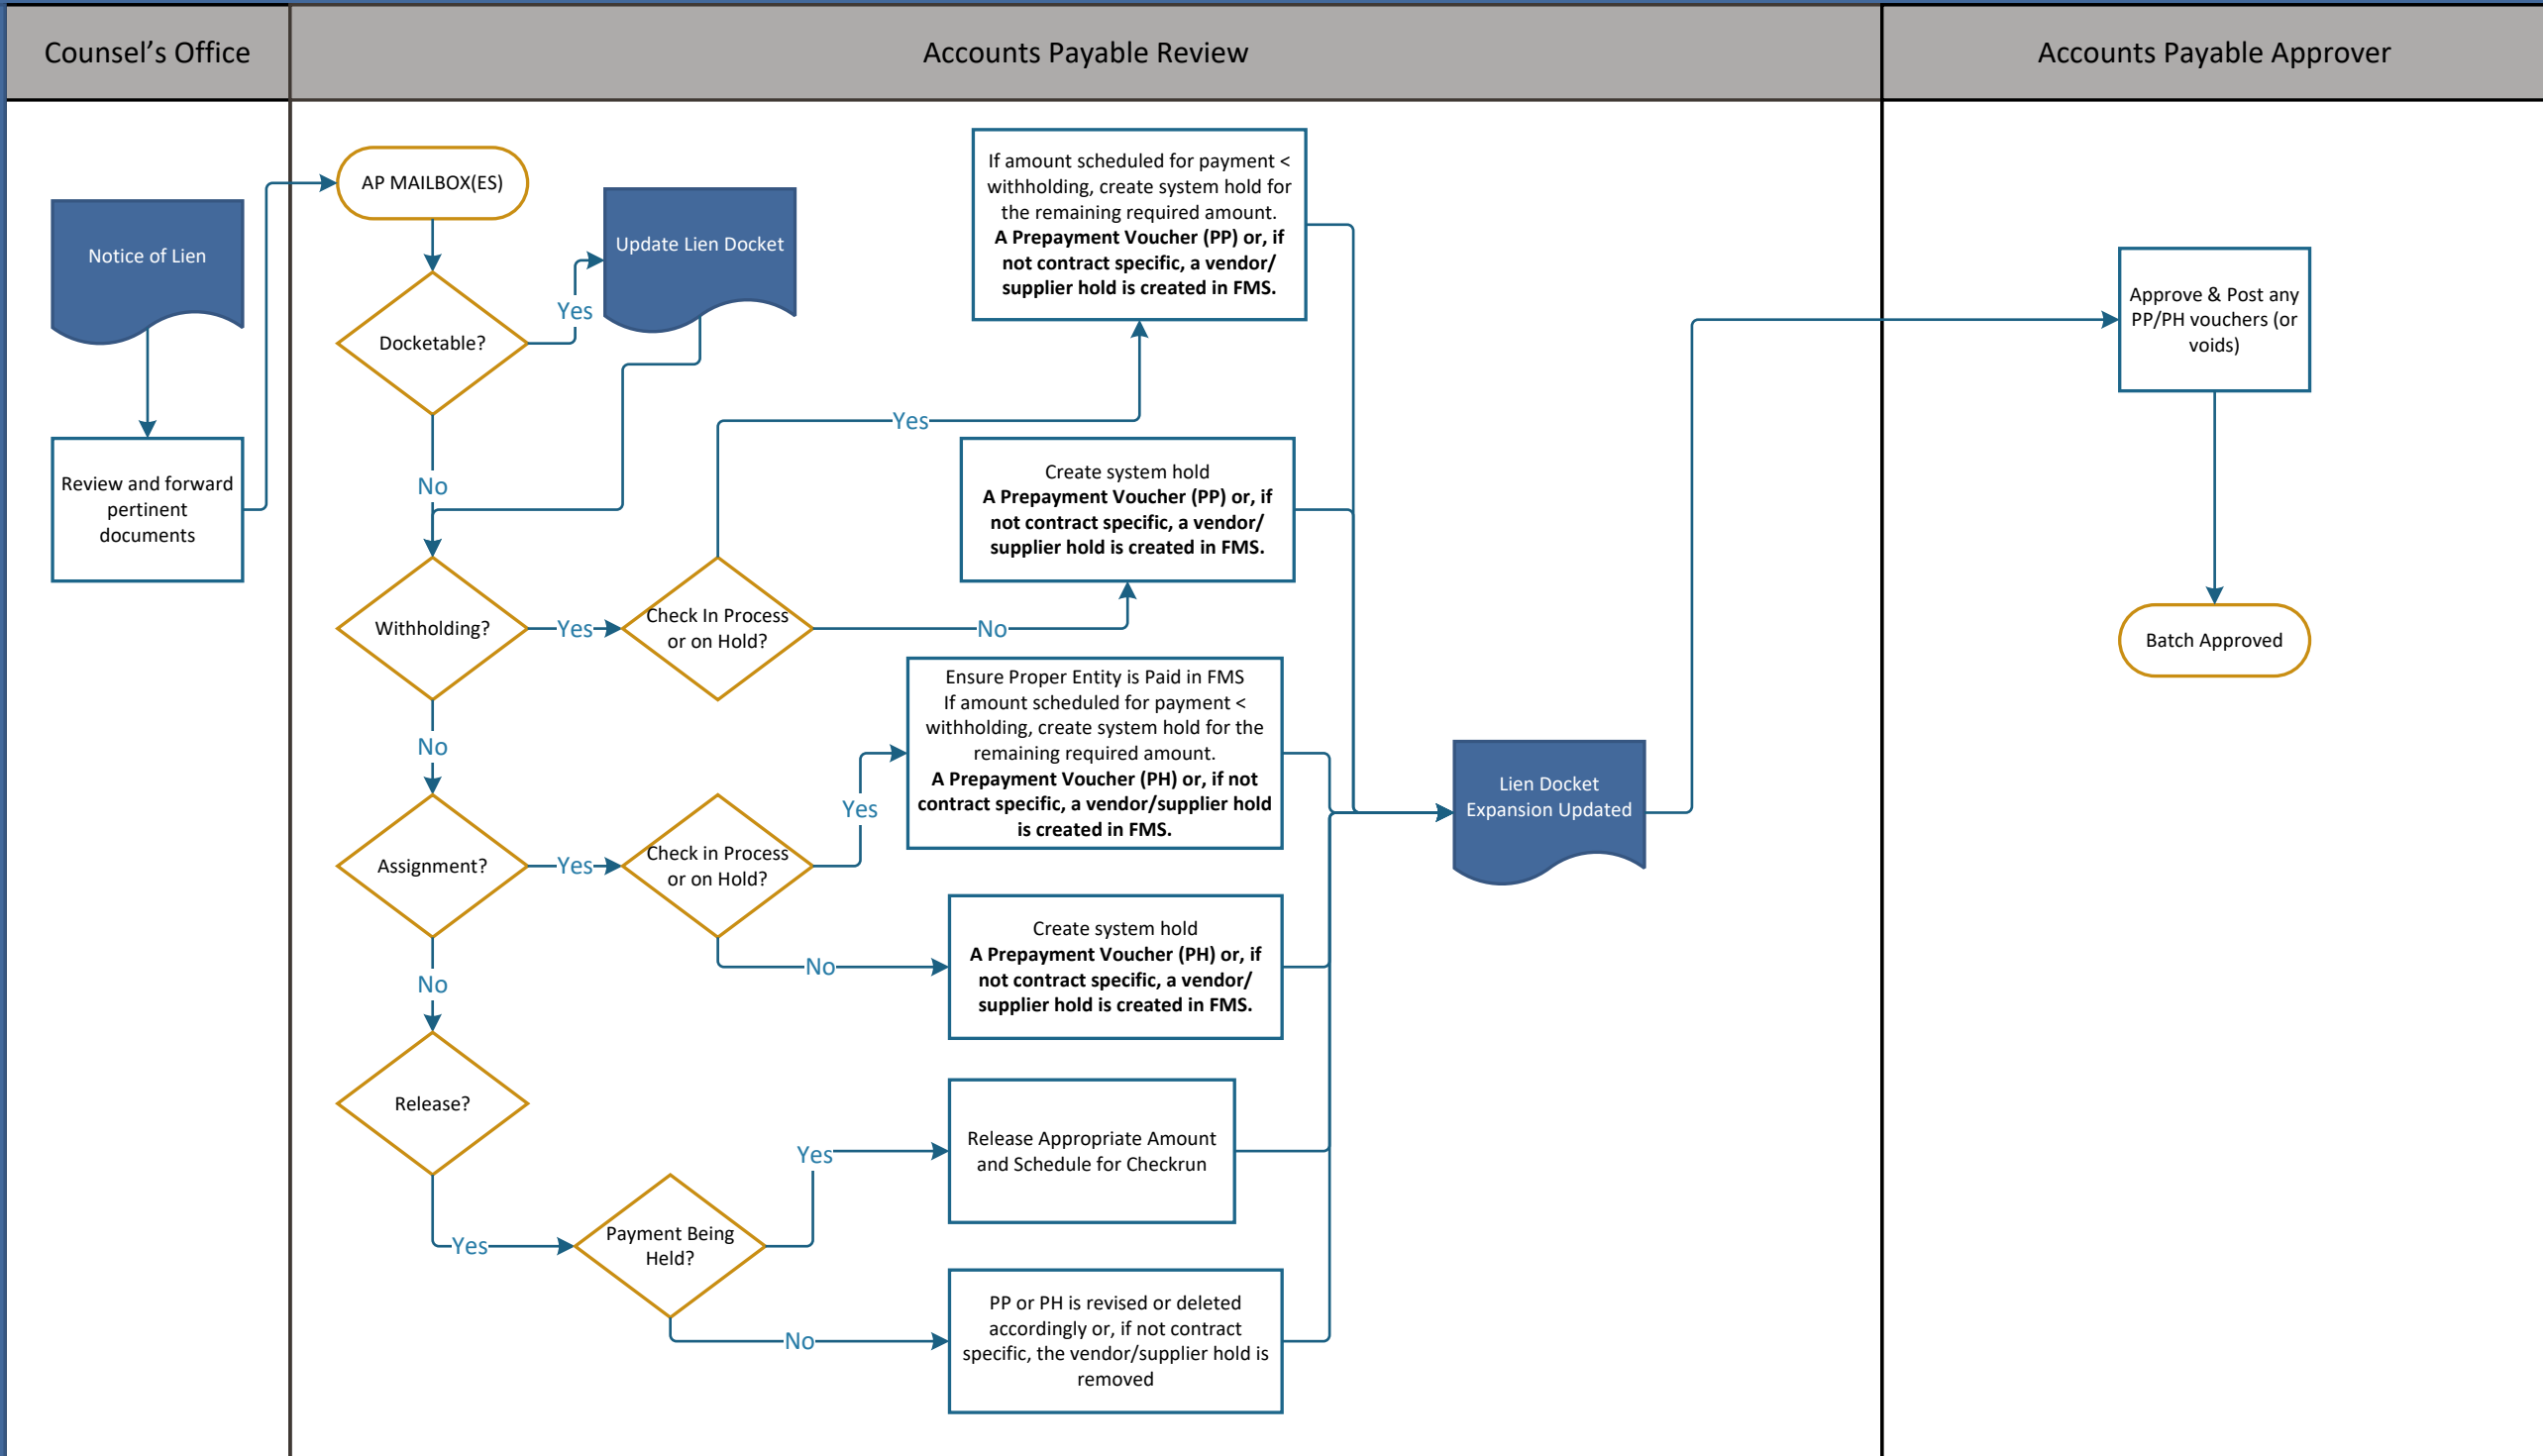 Counsel's Office
Accounts Payable Review
Accounts Payable Approver
Notice of Lien
Review and forward
pertinent
documents
AP MAILBOX(ES)
Docketable?
Yes
Update Lien Docket
No
Withholding?
Yes
Check In Process
or on Hold?
Yes
If amount scheduled for payment <
withholding, create system hold for
the remaining required amount.
A Prepayment Voucher (PP) or, if
not contract specific, a vendor/
supplier hold is created in FMS.
No
Create system hold
A Prepayment Voucher (PP) or, if
not contract specific, a vendor/
supplier hold is created in FMS.
No
Assignment?
Yes
Check in Process
or on Hold?
Yes
Ensure Proper Entity is Paid in FMS
If amount scheduled for payment <
withholding, create system hold for the
remaining required amount.
A Prepayment Voucher (PH) or, if not
contract specific, a vendor/supplier hold
is created in FMS.
No
Create system hold
A Prepayment Voucher (PH) or, if
not contract specific, a vendor/
supplier hold is created in FMS.
No
Release?
Yes
Payment Being
Held?
Yes
Release Appropriate Amount
and Schedule for Checkrun
No
PP or PH is revised or deleted
accordingly or, if not contract
specific, the vendor/supplier hold is
removed
Lien Docket
Expansion Updated
Approve & Post any
PP/PH vouchers (or
voids)
Batch Approved